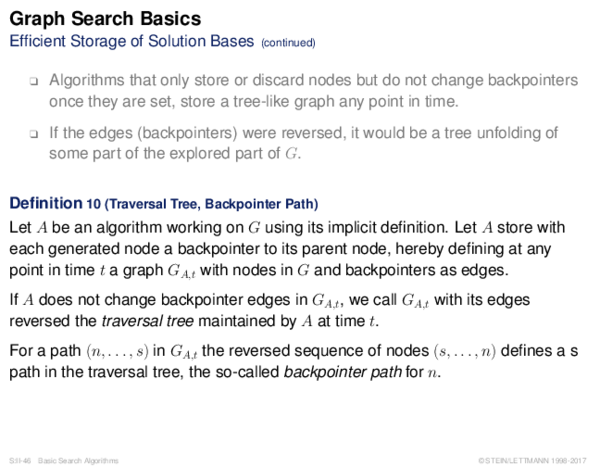 Graph Search Basics
Efficient Storage of Solution Bases (continued)
❑ Algorithms that only store or discard nodes but do not change backpointers
once they are set, store a tree-like graph any point in time.
❑ If the edges (backpointers) were reversed, it would be a tree unfolding of
some part of the explored part of G.
Definition 10 (Traversal Tree, Backpointer Path)
Let A be an algorithm working on G using its implicit definition. Let A store with
each generated node a backpointer to its parent node, hereby defining at any
point in time t a graph G_{A,t} with nodes in G and backpointers as edges.
If A does not change backpointer edges in G_{A,t}, we call G_{A,t} with its edges
reversed the traversal tree maintained by A at time t.
For a path (n, . . . , s) in G_{A,t} the reversed sequence of nodes (s, . . . , n) defines a s
path in the traversal tree, the so-called backpointer path for n.
S:II-46 Basic Search Algorithms ©STEIN/LETTMANN 1998-2017